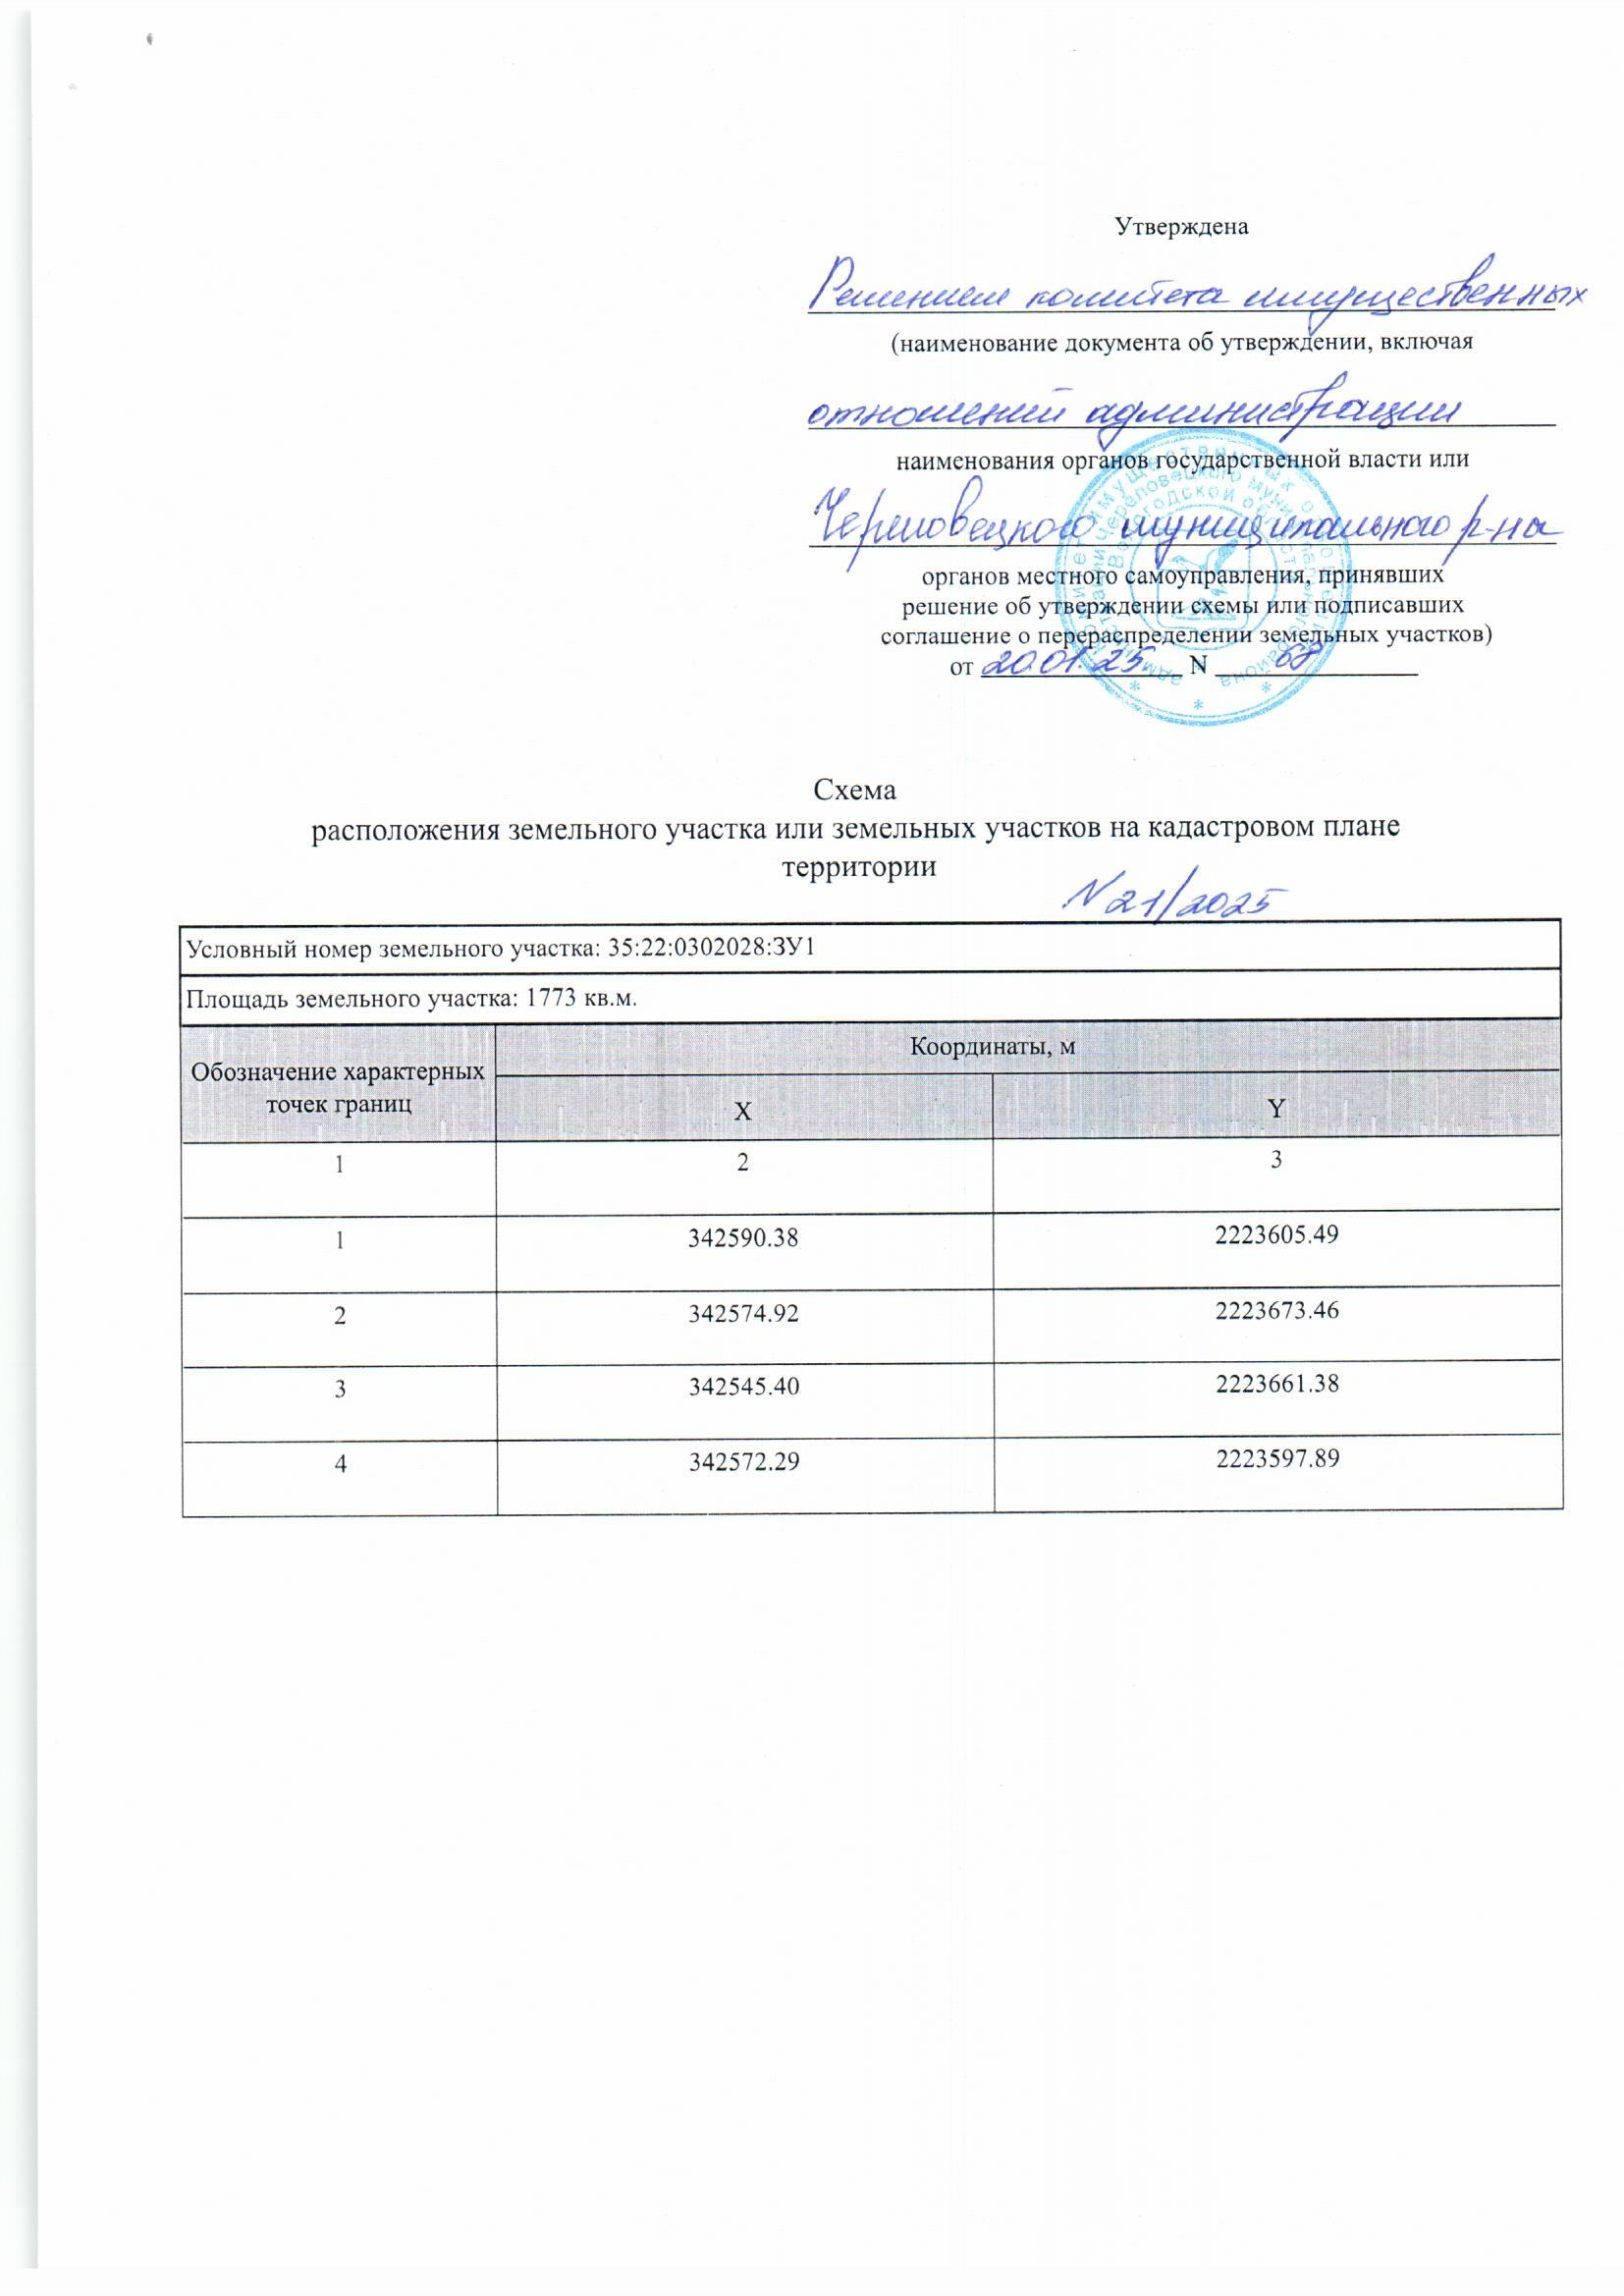 Утверждена
Решением комитета имущественных
(наименование документа об утверждении, включая
отношений администрации
наименования органов государственной власти или
Череповецкого муниципального р-на
органов местного самоуправления, принявших
решение об утверждении схемы или подписавших
соглашение о перераспределении земельных участков)
от 20.01.25 N 68
Схема
расположения земельного участка или земельных участков на кадастровом плане
территории
N 21/2025
Условный номер земельного участка: 35:22:0302028:ЗУ1
Площадь земельного участка: 1773 кв.м.
Обозначение характерных
точек границ
Координаты, м
X Y
1 2 3
1 342590.38 2223605.49
2 342574.92 2223673.46
3 342545.40 2223661.38
4 342572.29 2223597.89